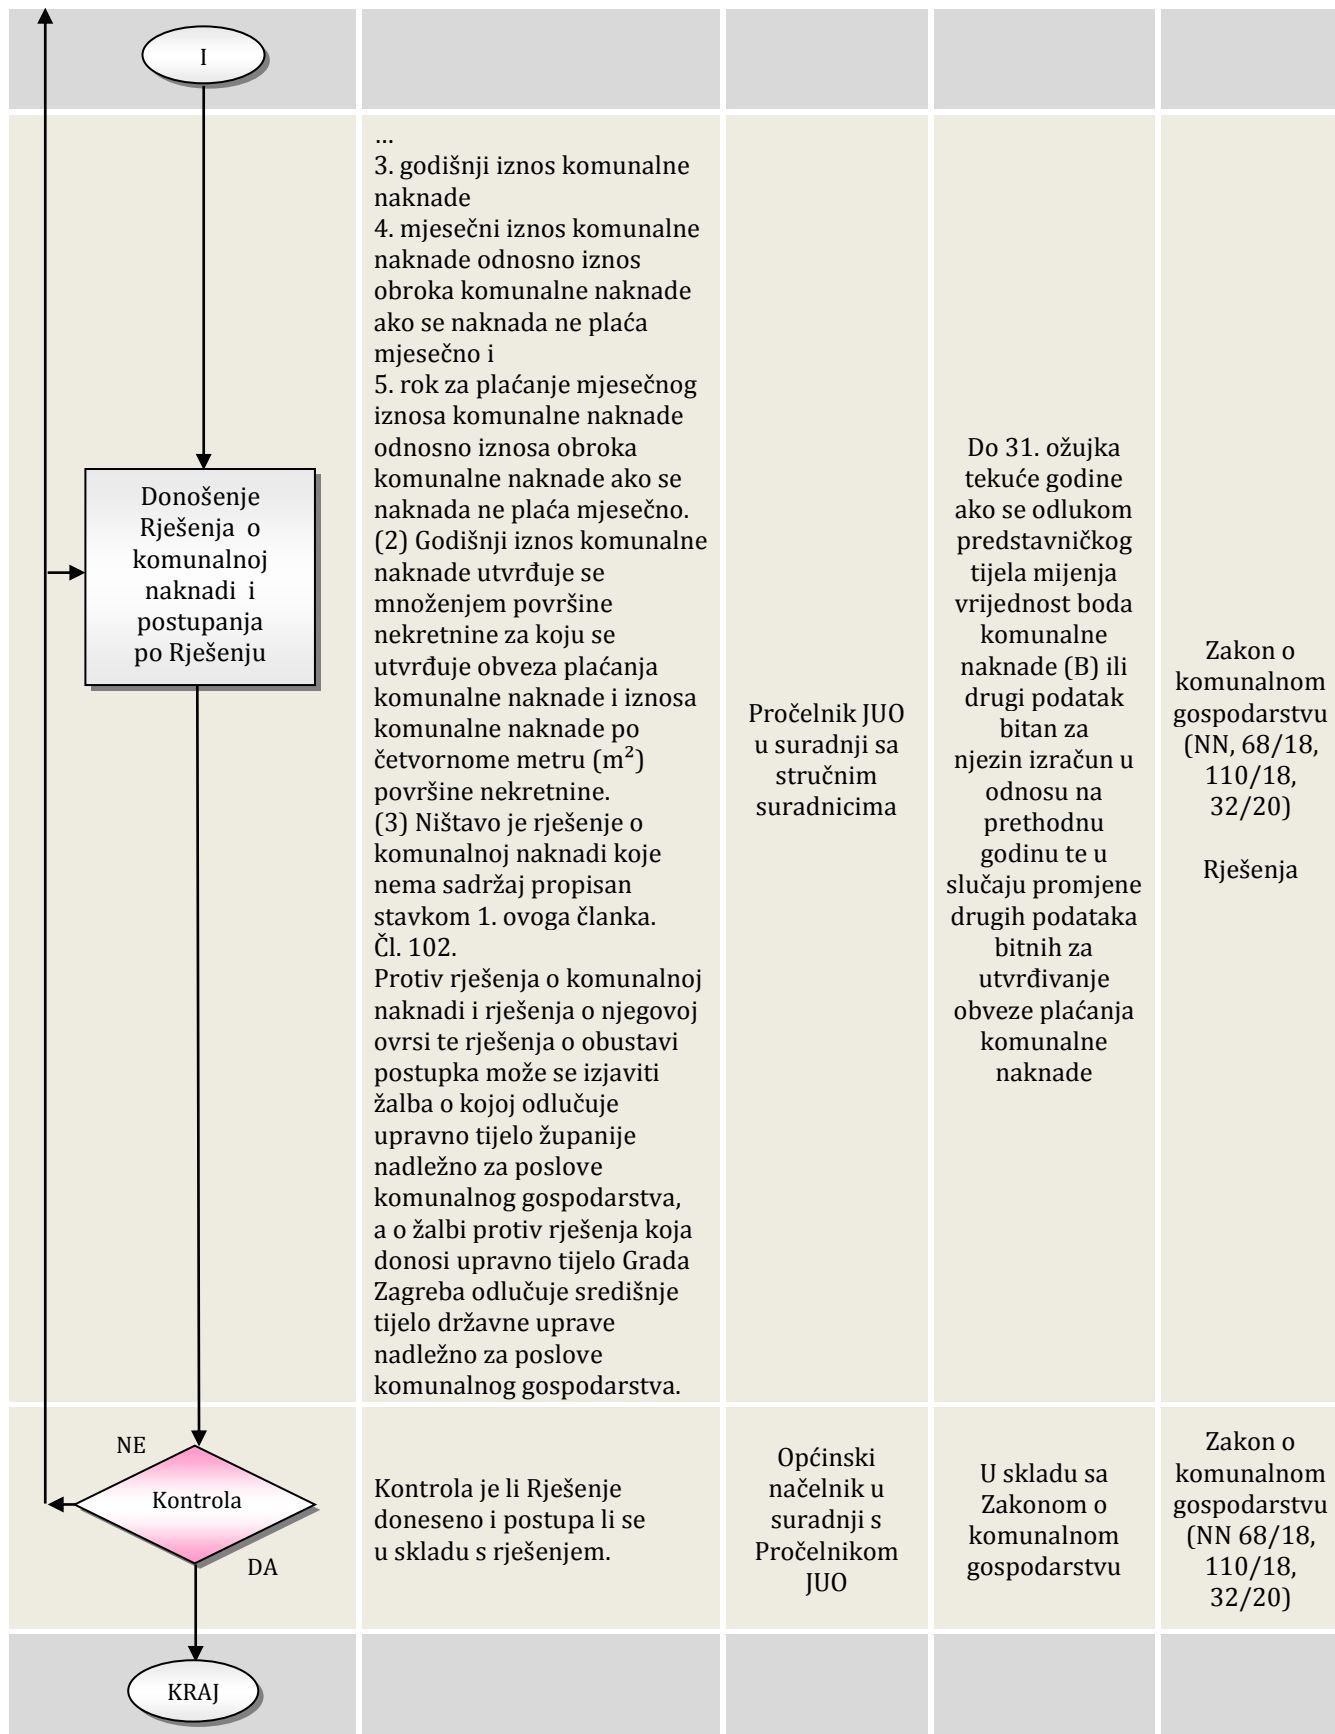 I
Donošenje
Rješenja o
komunalnoj
naknadi i
postupanja
po Rješenju
…
3. godišnji iznos komunalne
naknade
4. mjesečni iznos komunalne
naknade odnosno iznos
obroka komunalne naknade
ako se naknada ne plaća
mjesečno i
5. rok za plaćanje mjesečnog
iznosa komunalne naknade
odnosno iznosa obroka
komunalne naknade ako se
naknada ne plaća mjesečno.
(2) Godišnji iznos komunalne
naknade utvrđuje se
množenjem površine
nekretnine za koju se
utvrđuje obveza plaćanja
komunalne naknade i iznosa
komunalne naknade po
četvornome metru (m²)
površine nekretnine.
(3) Ništavo je rješenje o
komunalnoj naknadi koje
nema sadržaj propisan
stavkom 1. ovoga članka.
Čl. 102.
Protiv rješenja o komunalnoj
naknadi i rješenja o njegovoj
ovrsi te rješenja o obustavi
postupka može se izjaviti
žalba o kojoj odlučuje
upravno tijelo županije
nadležno za poslove
komunalnog gospodarstva,
a o žalbi protiv rješenja koja
donosi upravno tijelo Grada
Zagreba odlučuje središnje
tijelo državne uprave
nadležno za poslove
komunalnog gospodarstva.
Pročelnik JUO
u suradnji sa
stručnim
suradnicima
Do 31. ožujka
tekuće godine
ako se odlukom
predstavničkog
tijela mijenja
vrijednost boda
komunalne
naknade (B) ili
drugi podatak
bitan za
njezin izračun u
odnosu na
prethodnu
godinu te u
slučaju promjene
drugih podataka
bitnih za
utvrđivanje
obveze plaćanja
komunalne
naknade
Zakon o
komunalnom
gospodarstvu
(NN, 68/18,
110/18,
32/20)
Rješenja
NE
Kontrola
DA
Kontrola je li Rješenje
doneseno i postupa li se
u skladu s rješenjem.
Općinski
načelnik u
suradnji s
Pročelnikom
JUO
U skladu sa
Zakonom o
komunalnom
gospodarstvu
Zakon o
komunalnom
gospodarstvu
(NN 68/18,
110/18,
32/20)
KRAJ